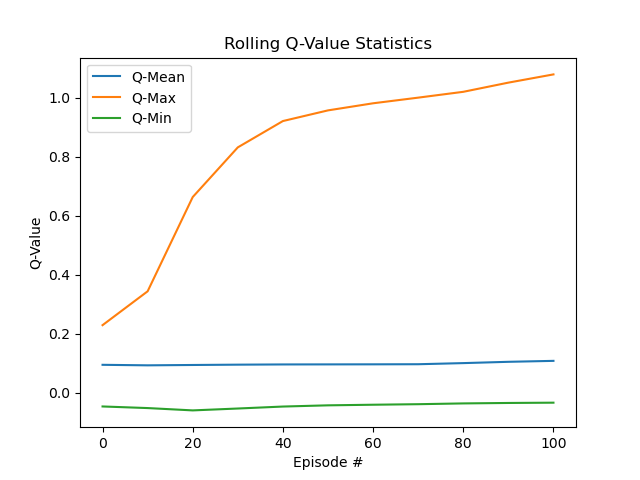 Rolling Q-Value Statistics
Q-Mean
Q-Max
Q-Min
Q-Value
1.0
0.8
0.6
0.4
0.2
0.0
0 20 40 60 80 100
Episode #